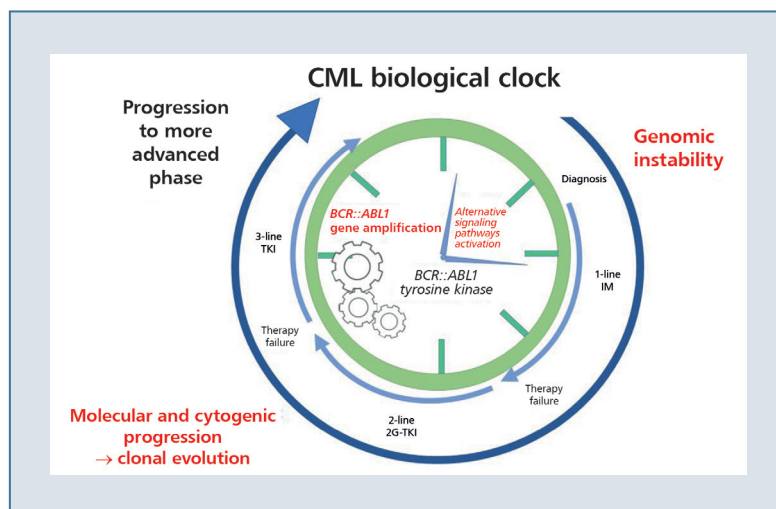 CML biological clock
Progression
to more
advanced
phase
Genomic
instability
Diagnosis
BCR::ABL1
gene amplification
Alternative
signaling
pathways
activation
3-line
TKI
BCR::ABL1
tyrosine kinase
1-line
IM
Therapy
failure
Therapy
failure
Molecular and cytogenic
progression
→ clonal evolution
2-line
2G-TKI